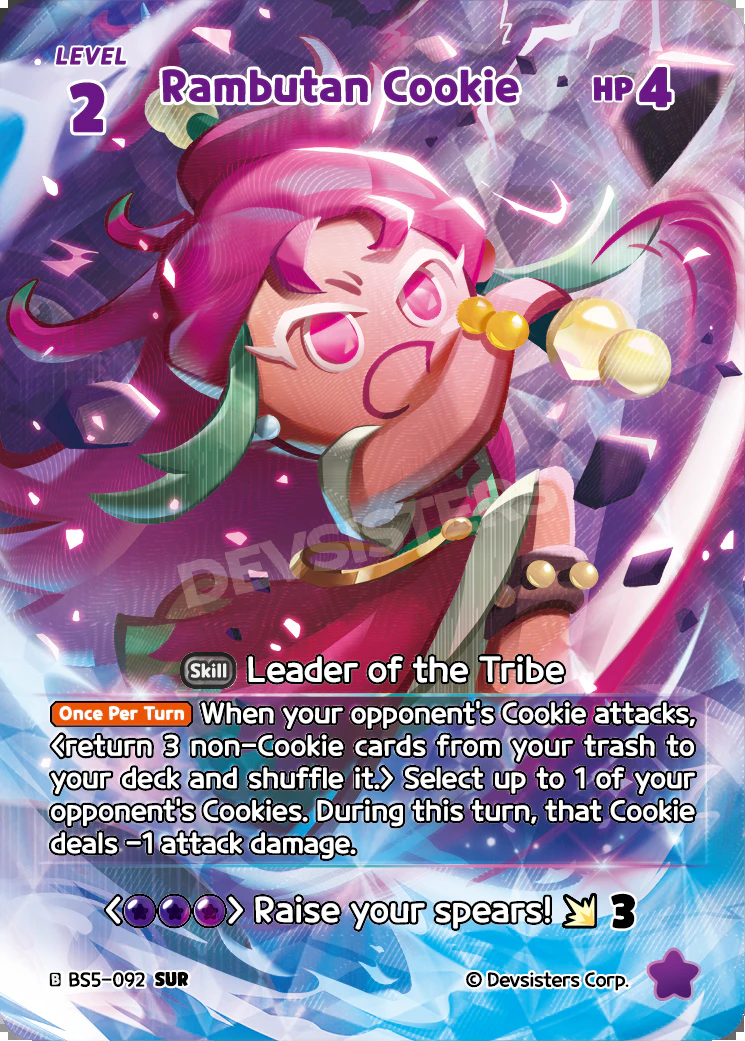 LEVEL
2
Rambutan Cookie
HP 4
DEVSISTERS
Skill Leader of the Tribe
Once Per Turn When your opponent's Cookie attacks,
<return 3 non-Cookie cards from your trash to
your deck and shuffle it.> Select up to 1 of your
opponent's Cookies. During this turn, that Cookie
deals -1 attack damage.
< > Raise your spears! 3
B BS5-092 SUR
© Devsisters Corp.